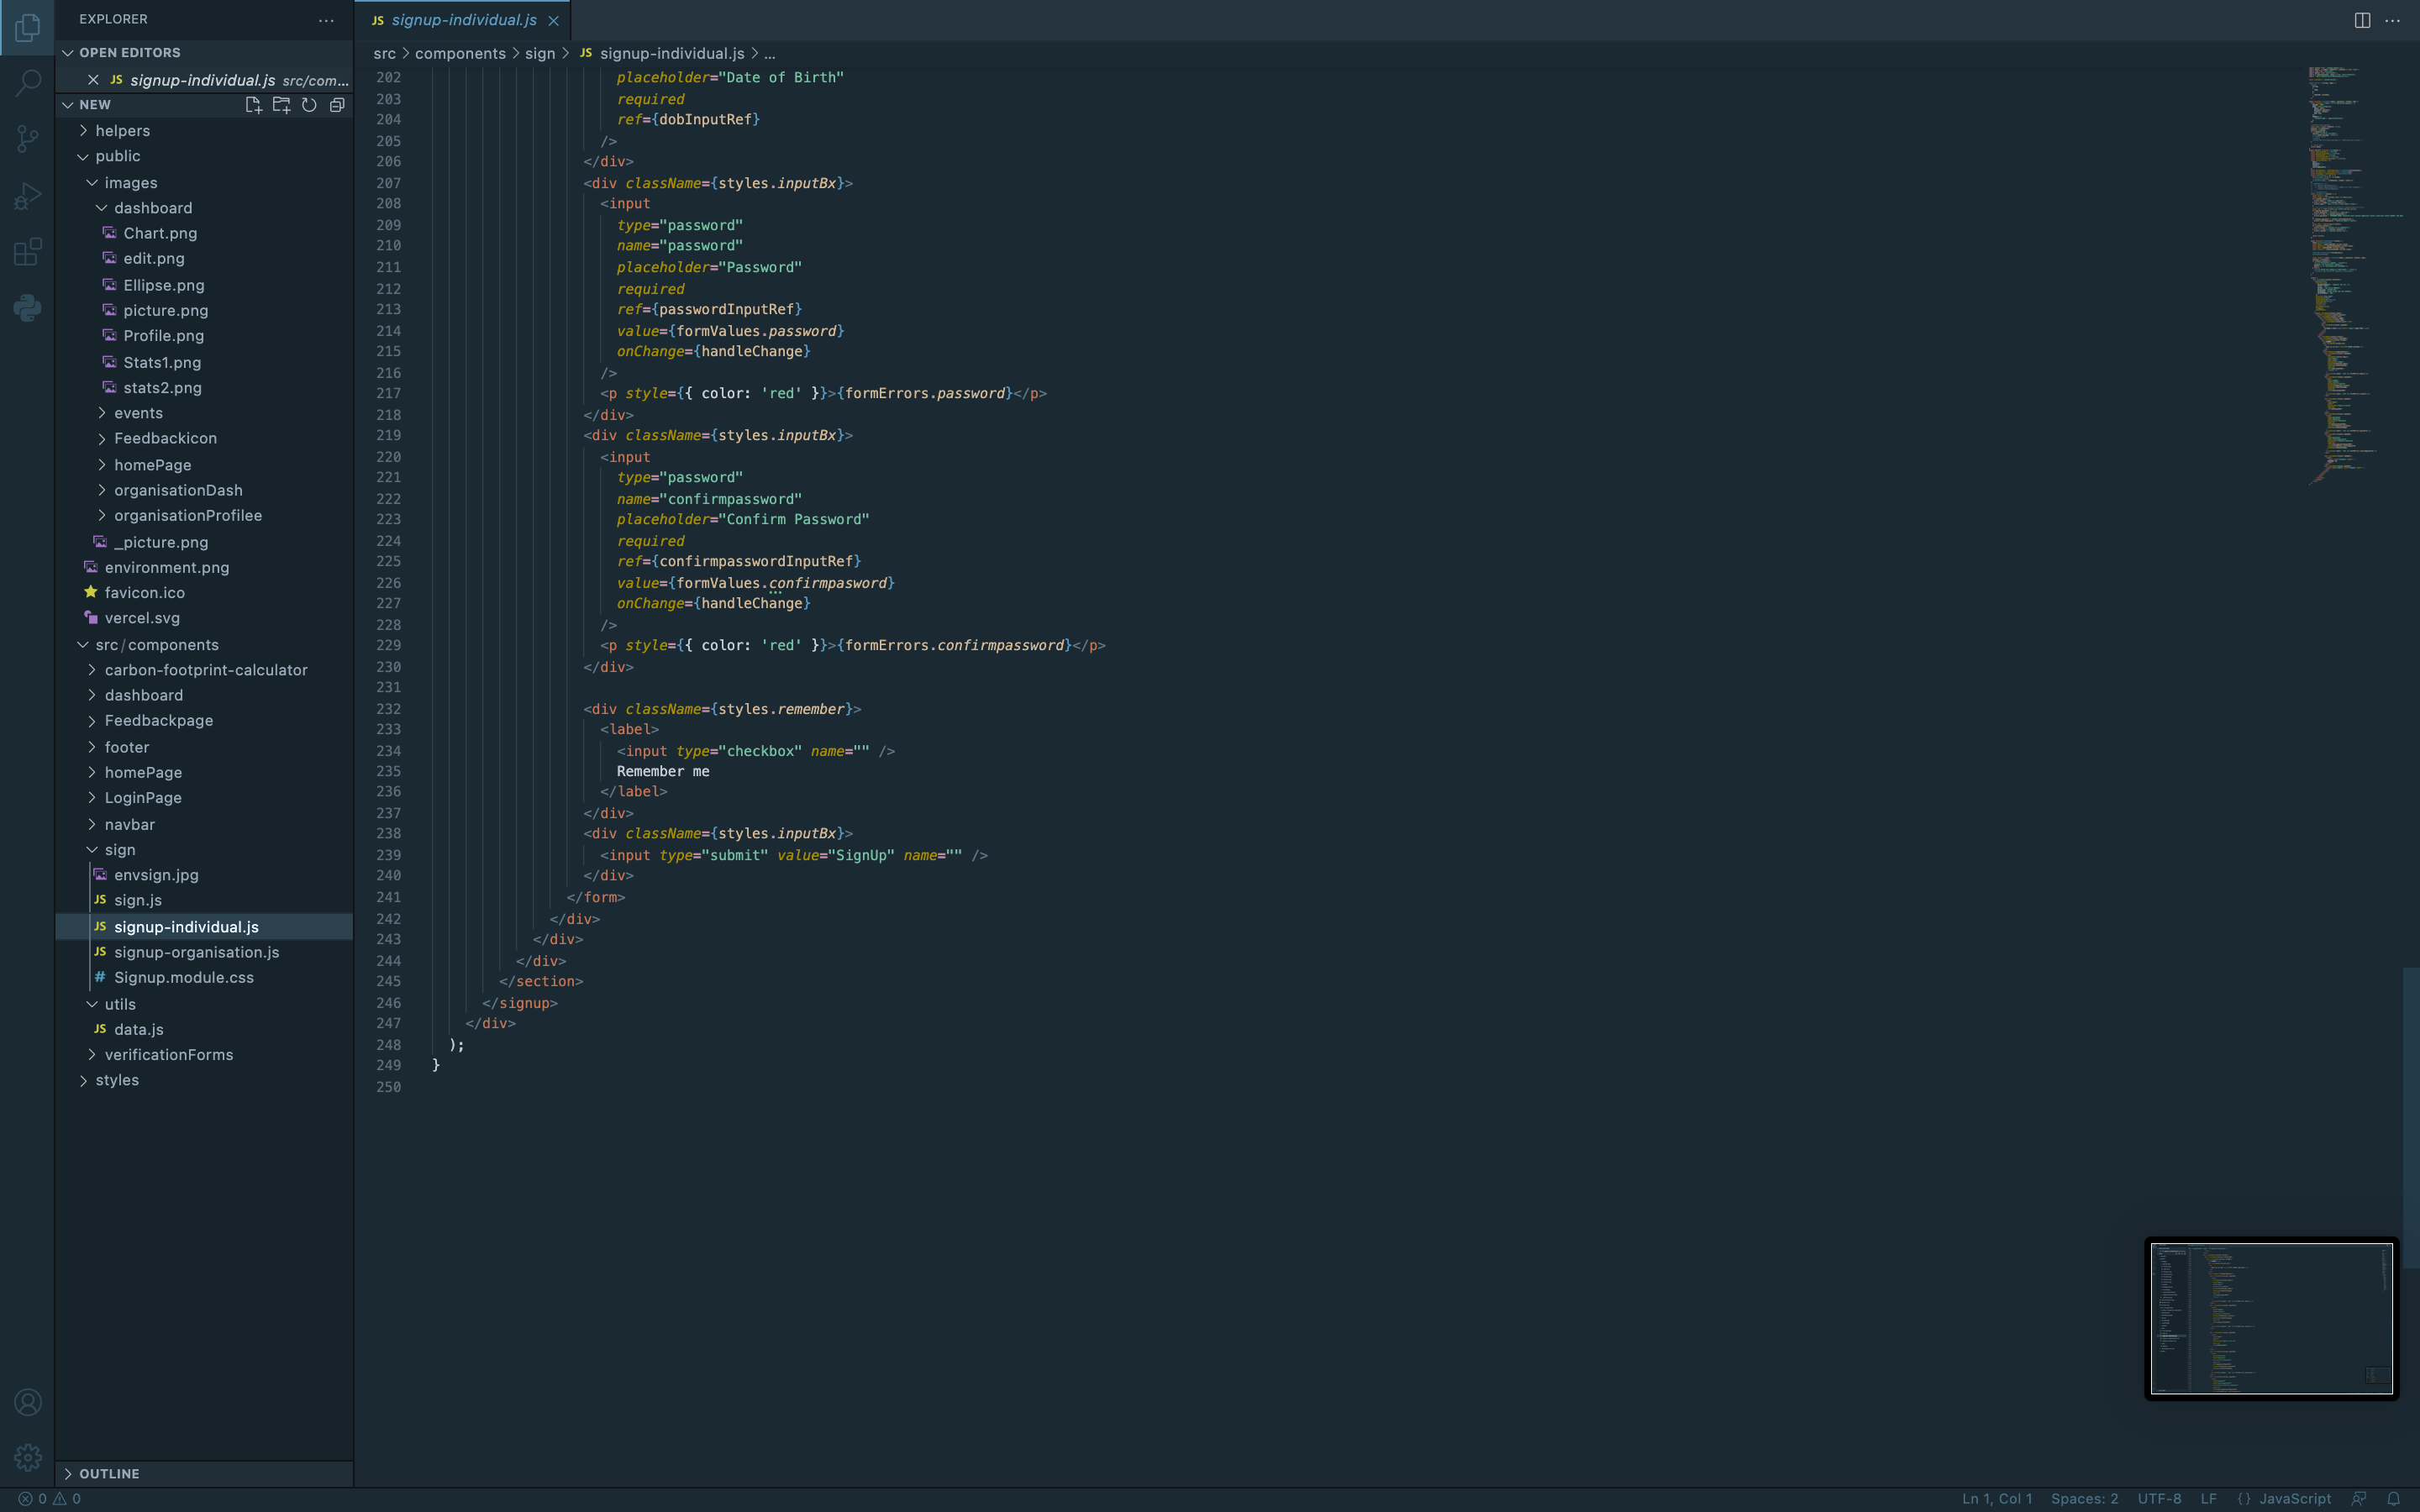 EXPLORER
OPEN EDITORS
JS signup-individual.js src/com...
NEW
helpers
public
images
dashboard
Chart.png
edit.png
Ellipse.png
picture.png
Profile.png
Stats1.png
stats2.png
events
Feedbackicon
homePage
organisationDash
organisationProfilee
_picture.png
environment.png
favicon.ico
vercel.svg
src/components
carbon-footprint-calculator
dashboard
Feedbackpage
footer
homePage
LoginPage
navbar
sign
envsign.jpg
JS sign.js
JS signup-individual.js
JS signup-organisation.js
# Signup.module.css
utils
JS data.js
verificationForms
styles
OUTLINE
JS signup-individual.js
src > components > sign > JS signup-individual.js > ...
202 placeholder="Date of Birth"
203 required
204 ref={dobInputRef}
205 />
206 </div>
207 <div className={styles.inputBx}>
208 <input
209 type="password"
210 name="password"
211 placeholder="Password"
212 required
213 ref={passwordInputRef}
214 value={formValues.password}
215 onChange={handleChange}
216 />
217 <p style={{ color: 'red' }}>{formErrors.password}</p>
218 </div>
219 <div className={styles.inputBx}>
220 <input
221 type="password"
222 name="confirmpassword"
223 placeholder="Confirm Password"
224 required
225 ref={confirmpasswordInputRef}
226 value={formValues.confirmpasword}
227 onChange={handleChange}
228 />
229 <p style={{ color: 'red' }}>{formErrors.confirmpassword}</p>
230 </div>
231
232 <div className={styles.remember}>
233 <label>
234 <input type="checkbox" name="" />
235 Remember me
236 </label>
237 </div>
238 <div className={styles.inputBx}>
239 <input type="submit" value="SignUp" name="" />
240 </div>
241 </form>
242 </div>
243 </div>
244 </div>
245 </section>
246 </signup>
247 </div>
248 );
249 }
250
0 0
Ln 1, Col 1 Spaces: 2 UTF-8 LF {} JavaScript